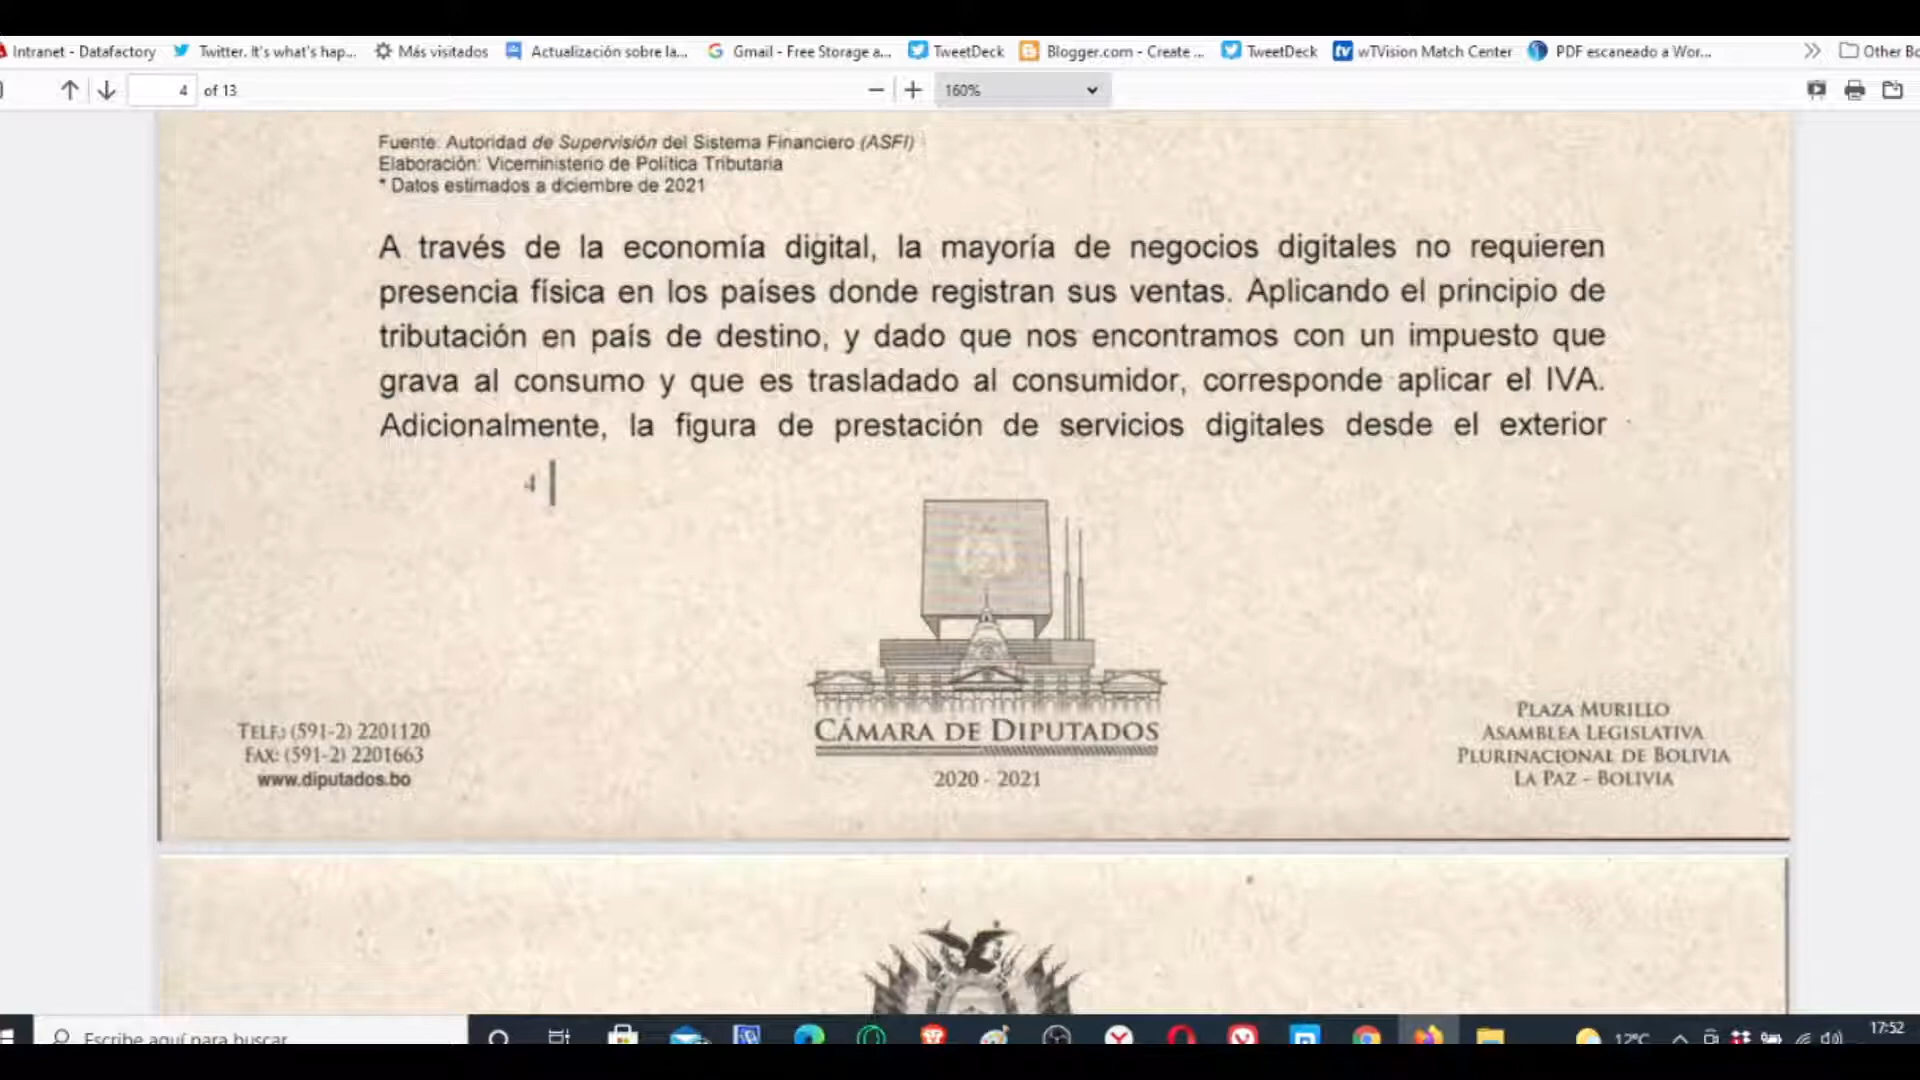 Intranet - Datafactory Twitter. It's what's hap... Más visitados Actualización sobre la... Gmail - Free Storage a... TweetDeck Blogger.com - Create ... TweetDeck wTVision Match Center PDF escaneado a Wor... Other Bo
4 of 13 160%
Fuente: Autoridad de Supervisión del Sistema Financiero (ASFI)
Elaboración: Viceministerio de Política Tributaria
* Datos estimados a diciembre de 2021
A través de la economía digital, la mayoría de negocios digitales no requieren
presencia física en los países donde registran sus ventas. Aplicando el principio de
tributación en país de destino, y dado que nos encontramos con un impuesto que
grava al consumo y que es trasladado al consumidor, corresponde aplicar el IVA.
Adicionalmente, la figura de prestación de servicios digitales desde el exterior
4
TELF.: (591-2) 2201120
FAX: (591-2) 2201663
www.diputados.bo
CÁMARA DE DIPUTADOS
2020 - 2021
PLAZA MURILLO
ASAMBLEA LEGISLATIVA
PLURINACIONAL DE BOLIVIA
LA PAZ - BOLIVIA
Escribe aquí para buscar
12°C 17:52